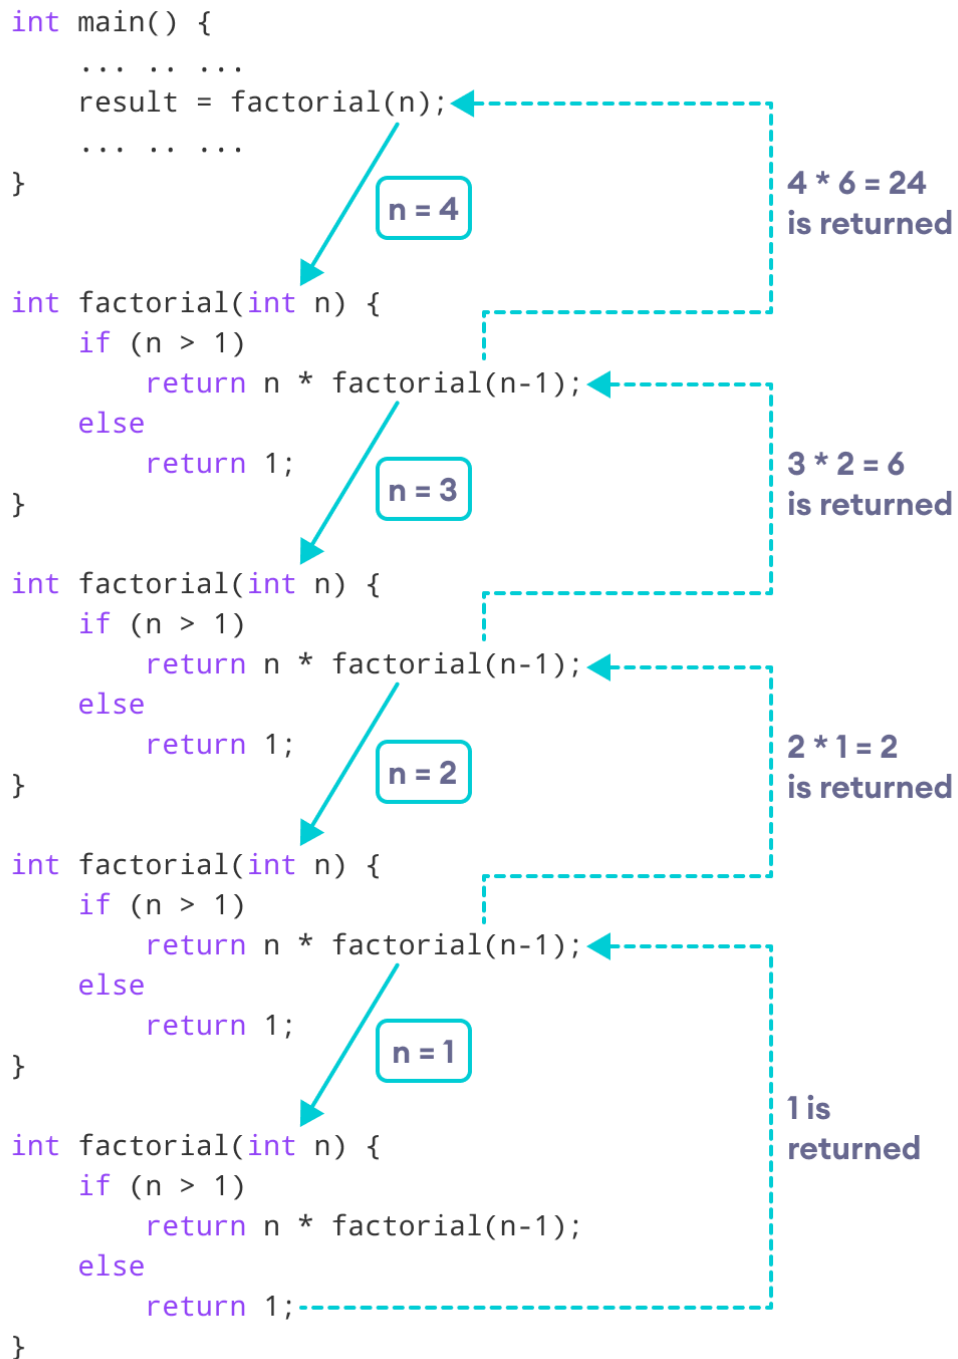 int main() {
... .. ...
result = factorial(n);
... .. ...
}
4 * 6 = 24
is returned
n = 4
int factorial(int n) {
if (n > 1)
return n * factorial(n-1);
else
return 1;
}
3 * 2 = 6
is returned
n = 3
int factorial(int n) {
if (n > 1)
return n * factorial(n-1);
else
return 1;
}
2 * 1 = 2
is returned
n = 2
int factorial(int n) {
if (n > 1)
return n * factorial(n-1);
else
return 1;
}
n = 1
1 is
returned
int factorial(int n) {
if (n > 1)
return n * factorial(n-1);
else
return 1;
}